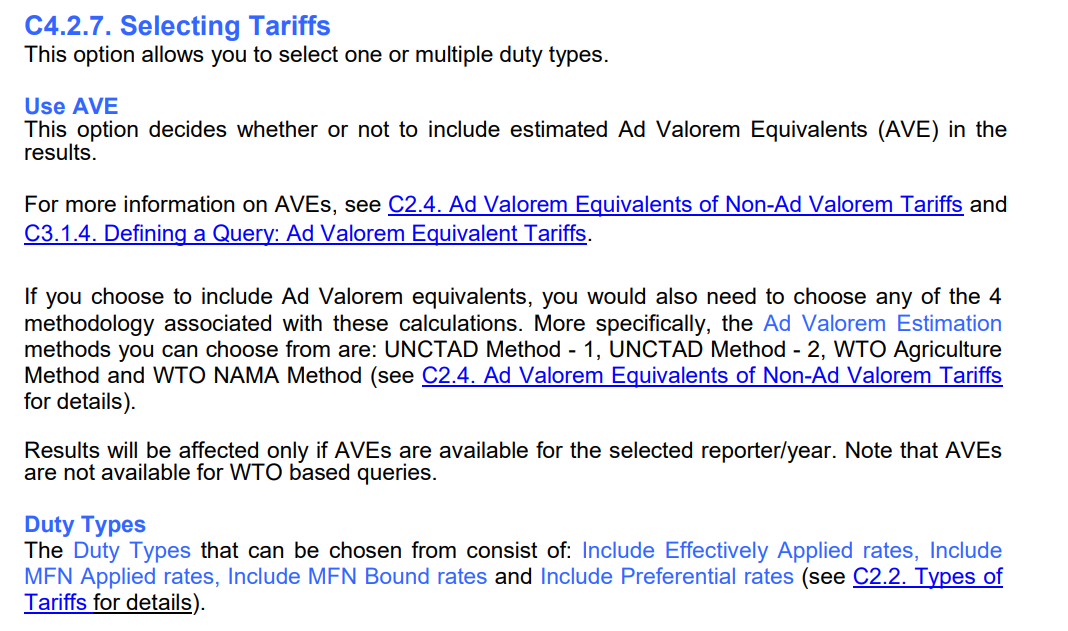 C4.2.7. Selecting Tariffs
This option allows you to select one or multiple duty types.
Use AVE
This option decides whether or not to include estimated Ad Valorem Equivalents (AVE) in the
results.
For more information on AVEs, see C2.4. Ad Valorem Equivalents of Non-Ad Valorem Tariffs and
C3.1.4. Defining a Query: Ad Valorem Equivalent Tariffs.
If you choose to include Ad Valorem equivalents, you would also need to choose any of the 4
methodology associated with these calculations. More specifically, the Ad Valorem Estimation
methods you can choose from are: UNCTAD Method - 1, UNCTAD Method - 2, WTO Agriculture
Method and WTO NAMA Method (see C2.4. Ad Valorem Equivalents of Non-Ad Valorem Tariffs
for details).
Results will be affected only if AVEs are available for the selected reporter/year. Note that AVEs
are not available for WTO based queries.
Duty Types
The Duty Types that can be chosen from consist of: Include Effectively Applied rates, Include
MFN Applied rates, Include MFN Bound rates and Include Preferential rates (see C2.2. Types of
Tariffs for details).